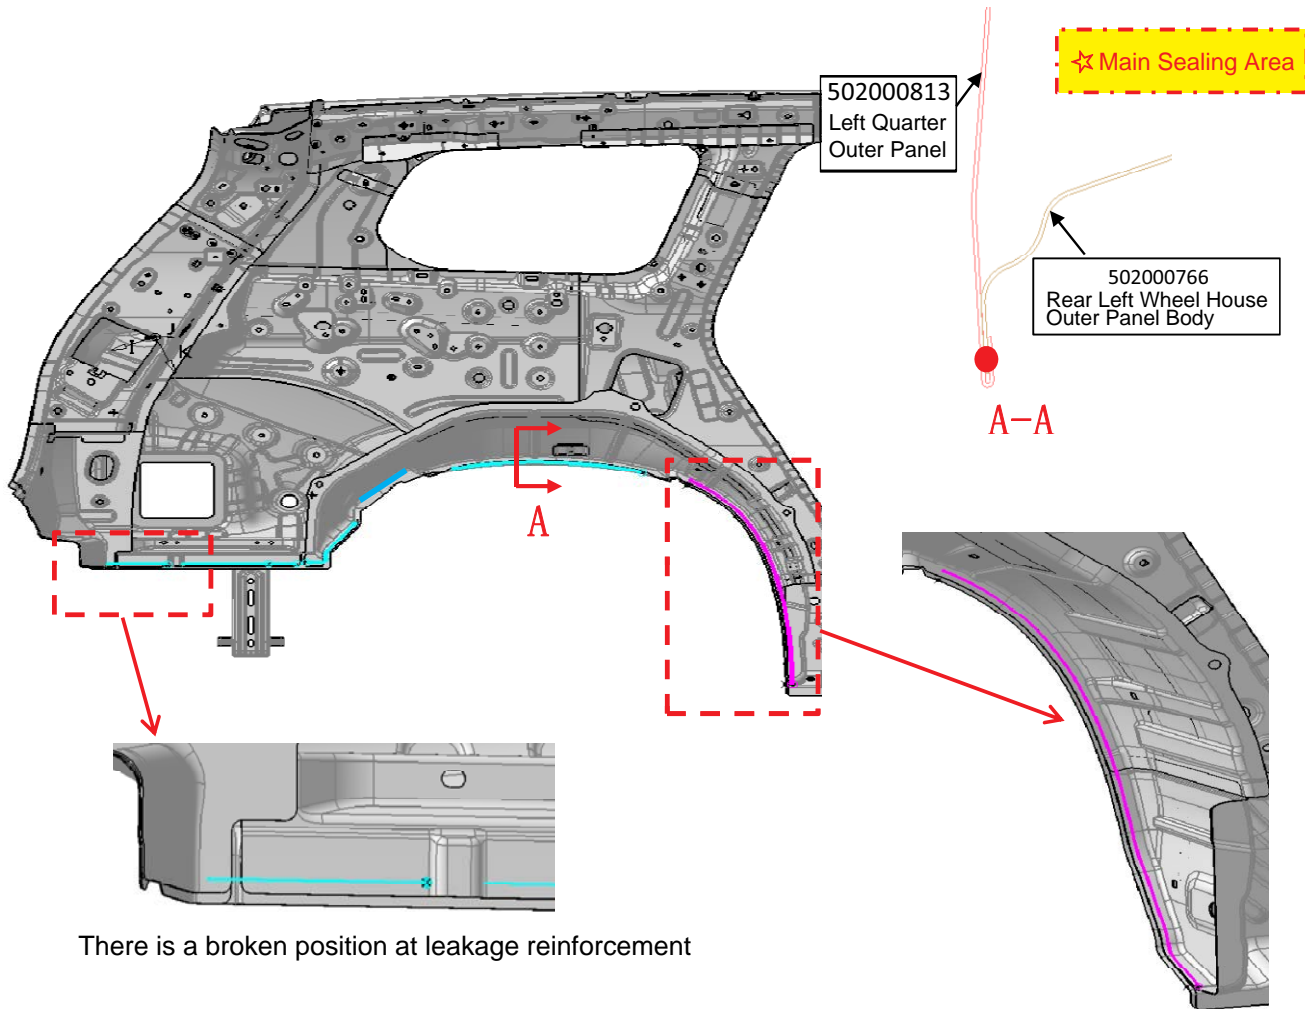 ☆Main Sealing Area
502000813
Left Quarter
Outer Panel
502000766
Rear Left Wheel House
Outer Panel Body
A-A
A
There is a broken position at leakage reinforcement